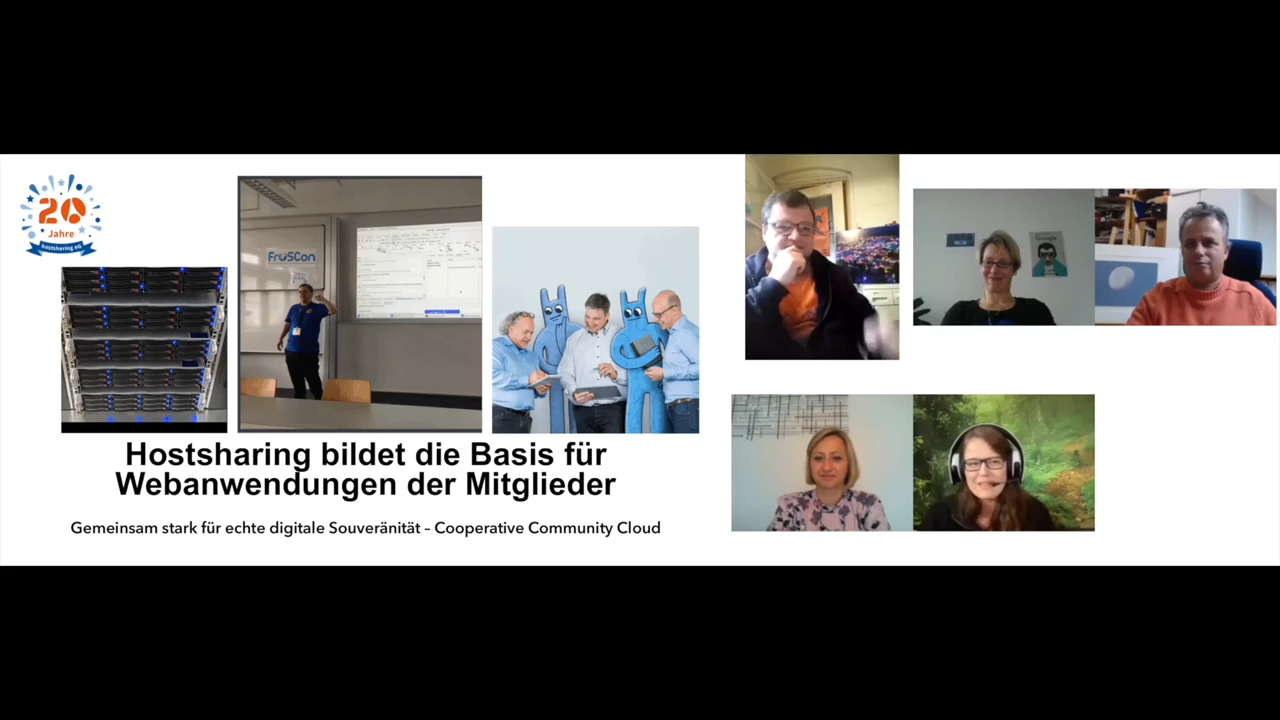 20
Jahre
hostsharing eG
FrOSCon
Hostsharing bildet die Basis für
Webanwendungen der Mitglieder
Gemeinsam stark für echte digitale Souveränität – Cooperative Community Cloud